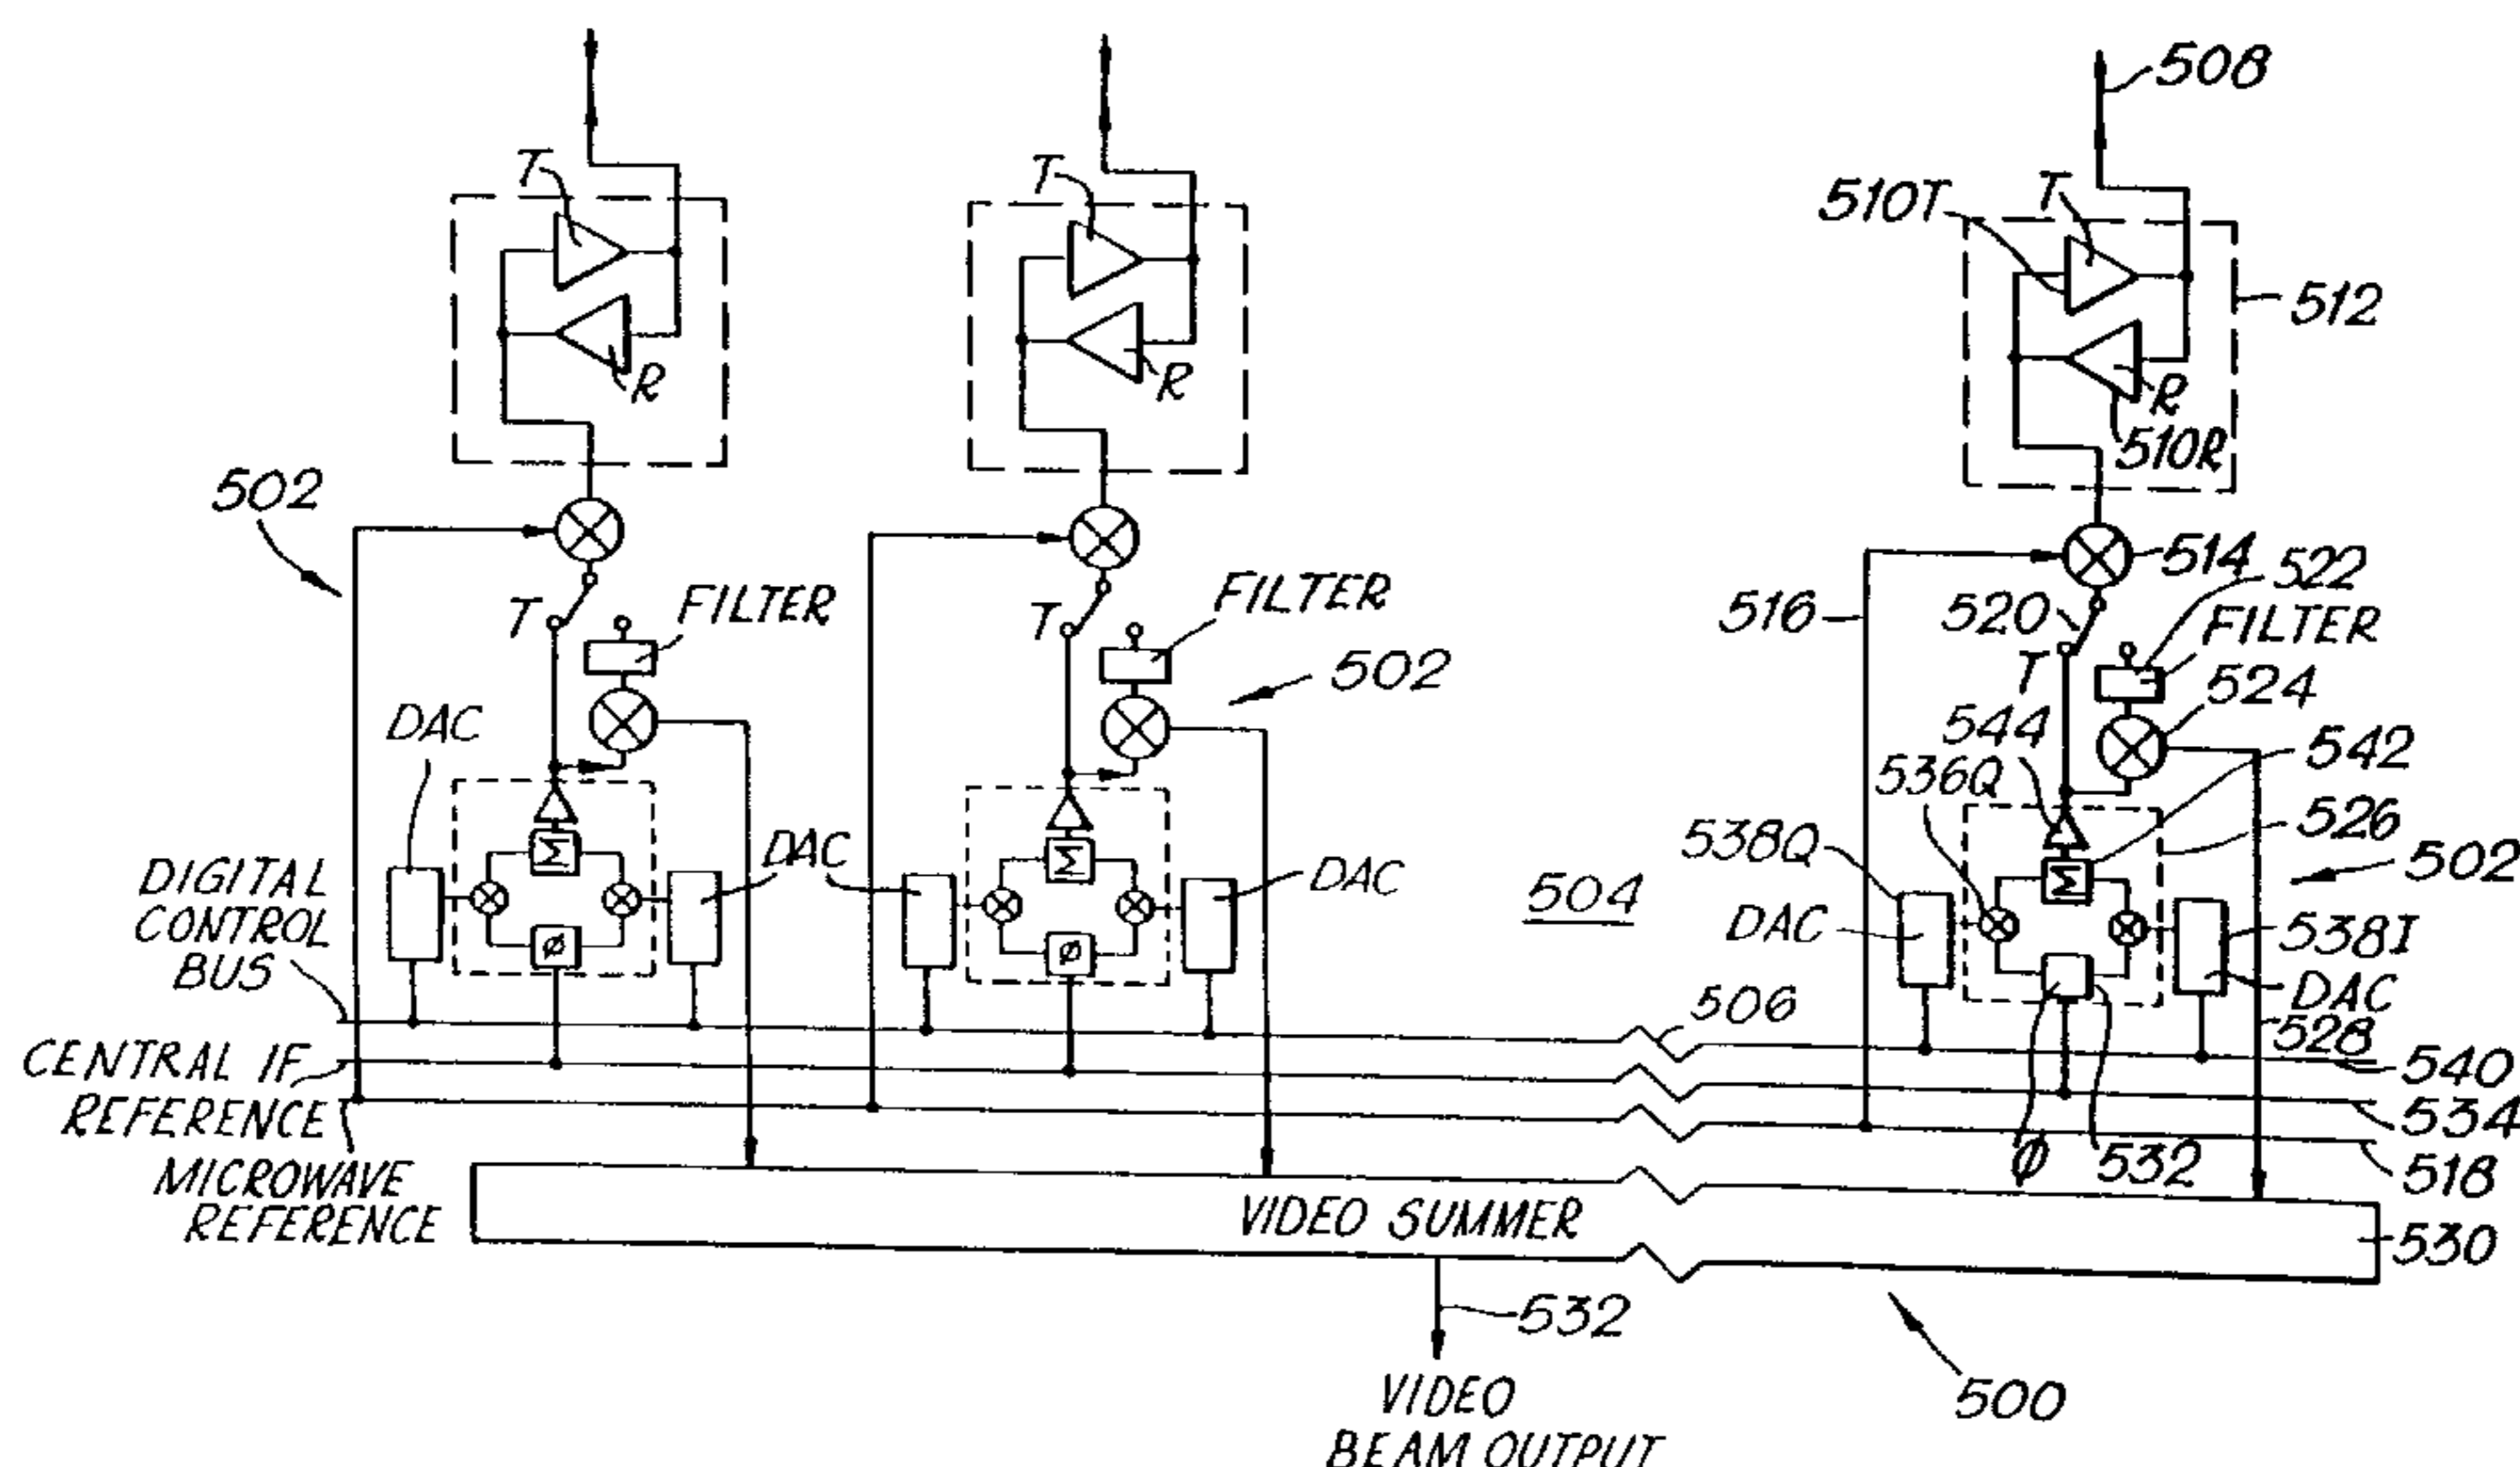 508
T
T
510T
T
512
R
R
R
510R
502
514
522
FILTER
FILTER
516
520
FILTER
T
T
502
T
524
DAC
544
542
536Q
DAC
538Q
526
Σ
Σ
Σ
502
DIGITAL
CONTROL
BUS
DAC
504
DAC
538I
ø
ø
DAC
506
528
CENTRAL IF
REFERENCE
540
534
MICROWAVE
REFERENCE
ø
532
518
VIDEO SUMMER
530
532
500
VIDEO
BEAM OUTPUT